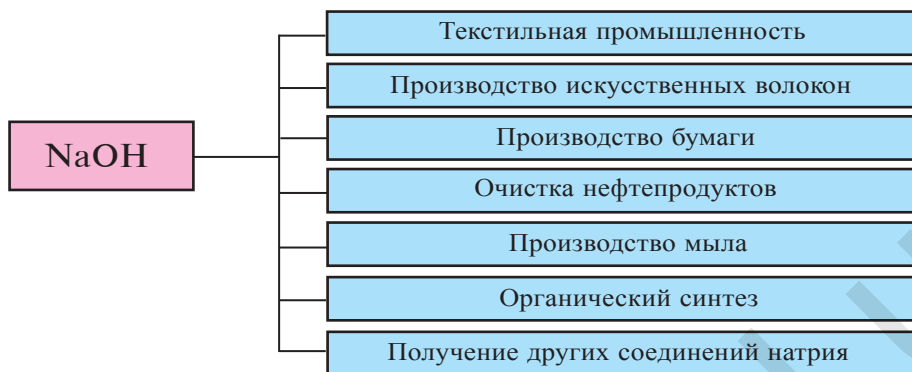 Текстильная промышленность
Производство искусственных волокон
Производство бумаги
NaOH
Очистка нефтепродуктов
Производство мыла
Органический синтез
Получение других соединений натрия